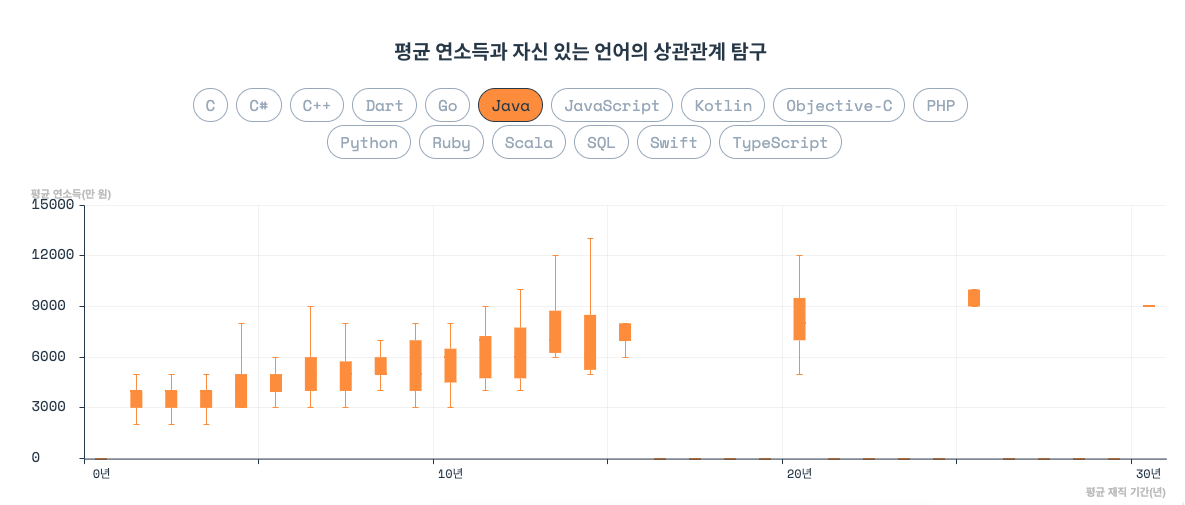 평균 연소득과 자신 있는 언어의 상관관계 탐구
C C# C++ Dart Go Java JavaScript Kotlin Objective-C PHP
Python Ruby Scala SQL Swift TypeScript
평균 연소득(만 원)
15000
12000
9000
6000
3000
0
0년 10년 20년 30년
평균 재직 기간(년)